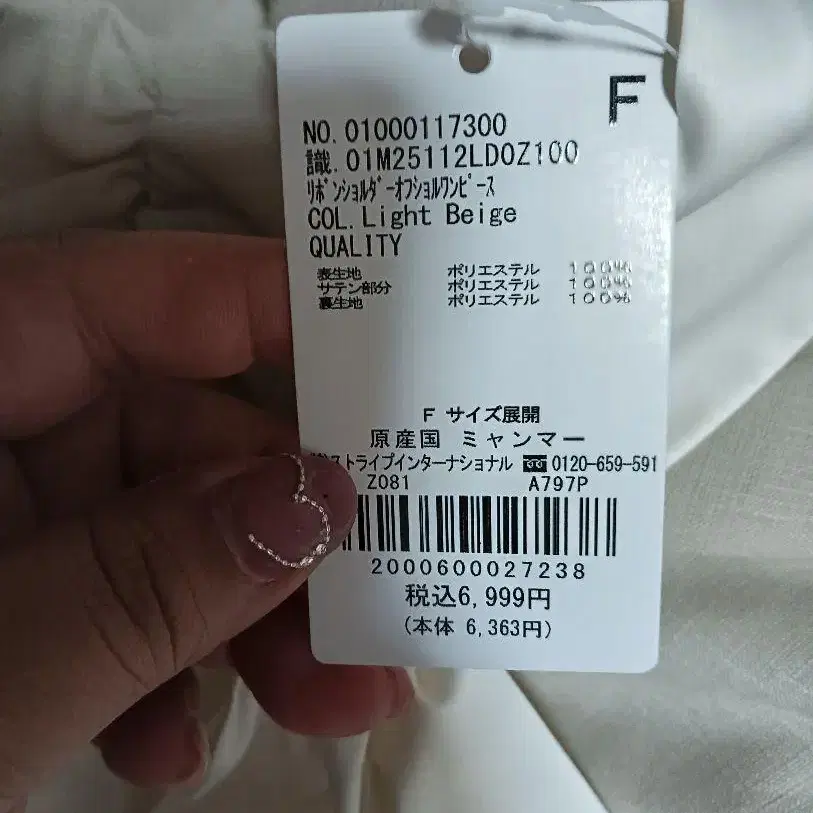 F
NO. 01000117300
識. 01M25112LD0Z100
ﾘﾎﾞﾝｼｮﾙﾀﾞｰｵﾌｼｮﾙﾜﾝﾋﾟｰｽ
COL. Light Beige
QUALITY
表生地 ポリエステル 100%
サテン部分 ポリエステル 100%
裏生地 ポリエステル 100%
F サイズ展開
原産国 ミャンマー
ストライプインターナショナル 0120-659-591
Z081 A797P
2000600027238
税込6,999円
(本体 6,363円)